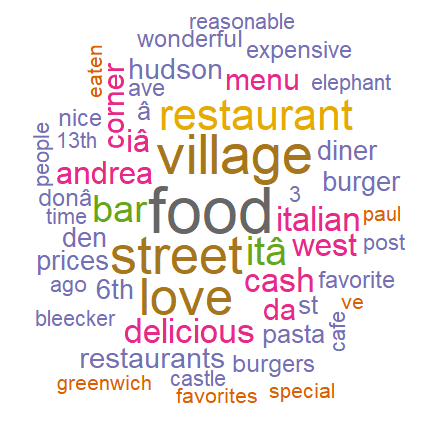 reasonable
wonderful
expensive
eaten
hudson
menu
elephant
ave
corner
â
restaurant
nice
13th
ciâ
village
diner
people
andrea
burger
donâ
bar
food
3
italian
paul
time
den
street
itâ
west
post
prices
cash
favorite
ago
6th
love
da
st
ve
bleecker
delicious
pasta
cafe
restaurants
burgers
greenwich
castle
favorites
special